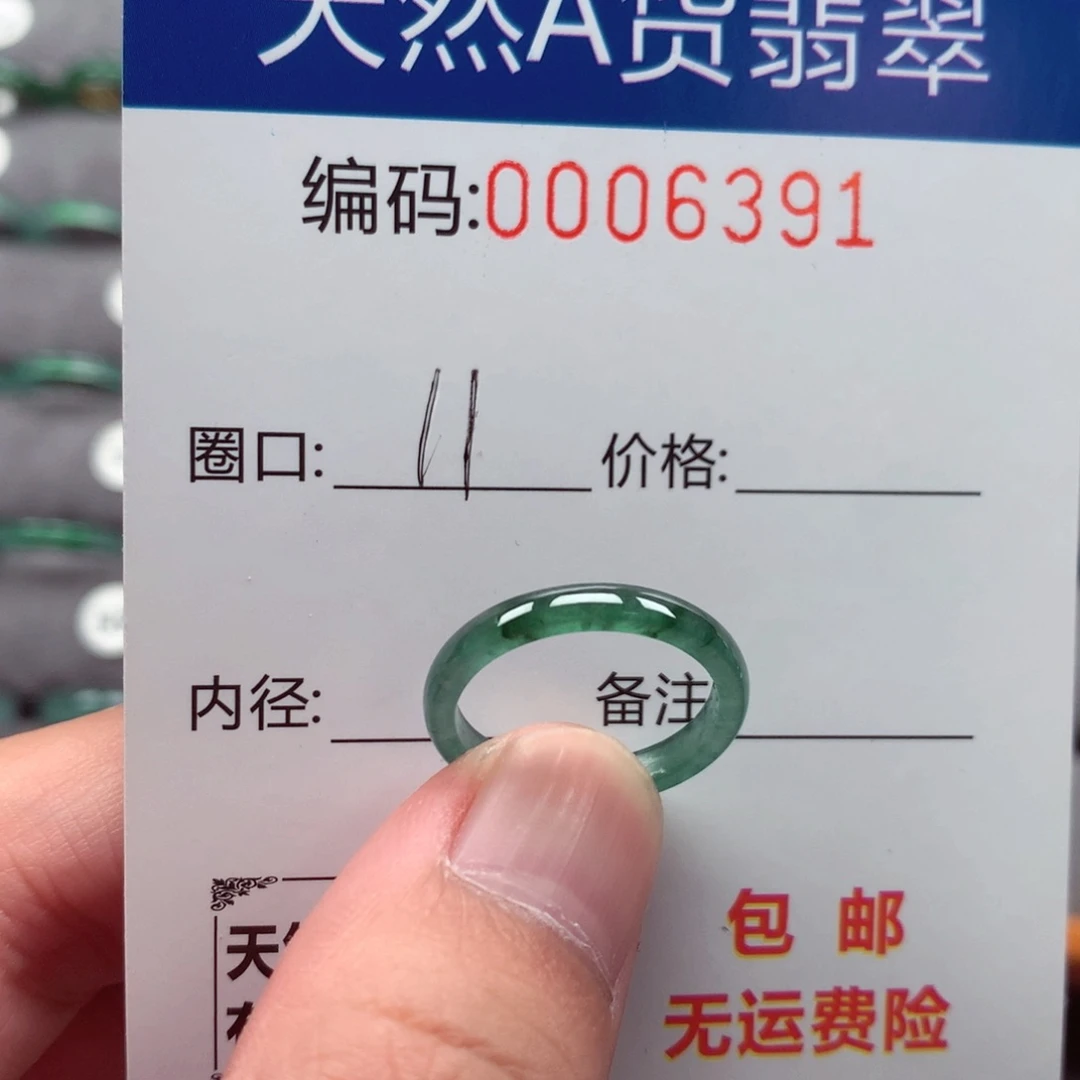 天然A货翡翠
编码:0006391
圈口: 11 价格:
内径: 备注
天
包 邮
无运费险